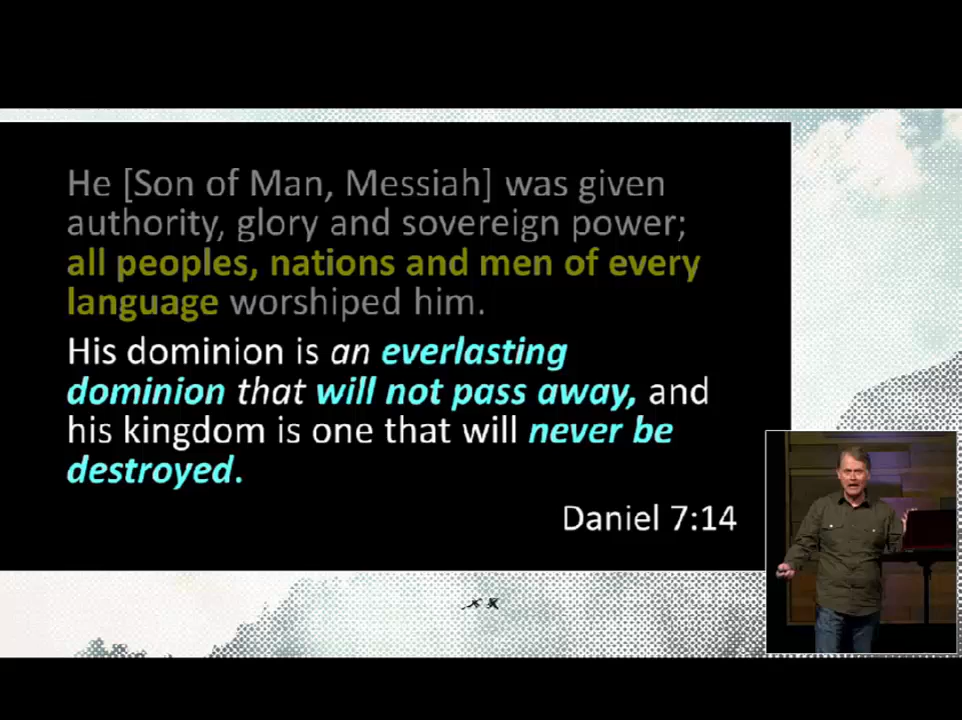 He [Son of Man, Messiah] was given
authority, glory and sovereign power;
all peoples, nations and men of every
language worshiped him.
His dominion is an everlasting
dominion that will not pass away, and
his kingdom is one that will never be
destroyed.
Daniel 7:14